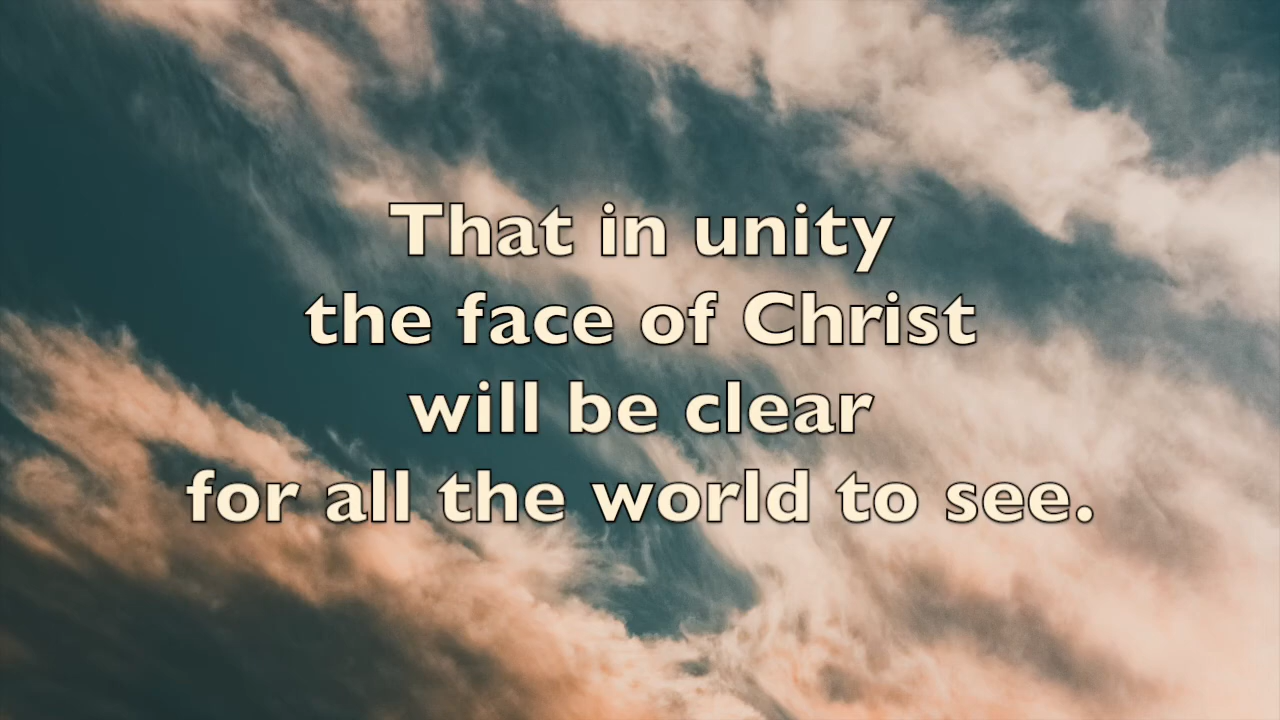 That in unity
the face of Christ
will be clear
for all the world to see.